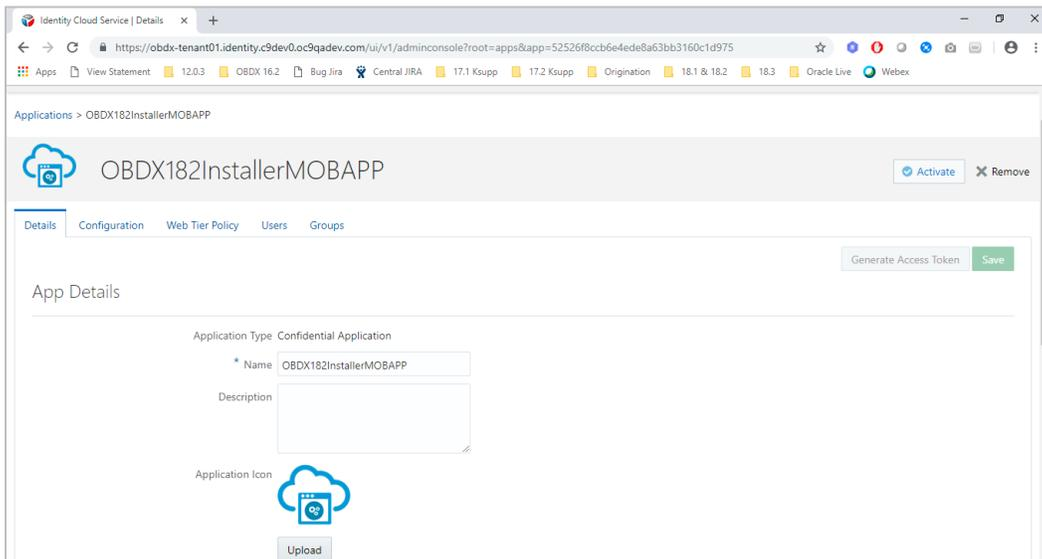 Identity Cloud Service | Details
https://obdx-tenant01.identity.c9dev0.oc9qadev.com/ui/v1/adminconsole?root=apps&app=52526f8ccb6e4ede8a63bb3160c1d975
Apps View Statement 12.0.3 OBDX 16.2 Bug Jira Central JIRA 17.1 Ksupp 17.2 Ksupp Origination 18.1 & 18.2 18.3 Oracle Live Webex
Applications > OBDX182InstallerMOBAPP
OBDX182InstallerMOBAPP
Activate Remove
Details Configuration Web Tier Policy Users Groups
Generate Access Token Save
App Details
Application Type Confidential Application
* Name OBDX182InstallerMOBAPP
Description
Application Icon
Upload